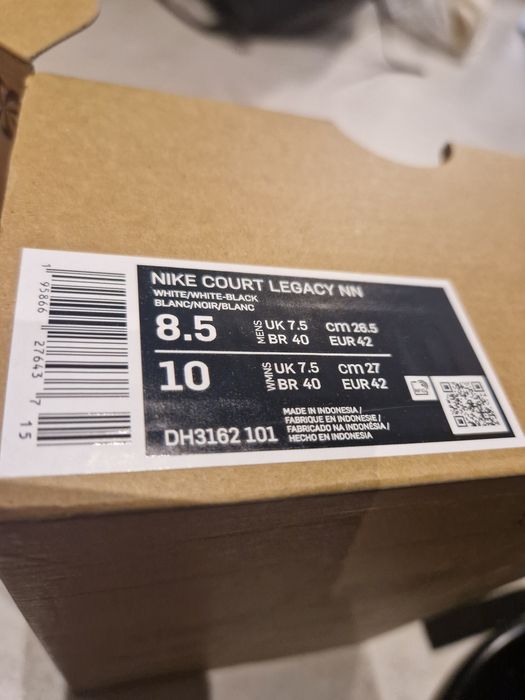 NIKE COURT LEGACY NN
WHITE/WHITE-BLACK
BLANC/NOIR/BLANC
8.5 MENS UK 7.5 cm 26.5
BR 40 EUR 42
10 WMNS UK 7.5 cm 27
BR 40 EUR 42
MADE IN INDONESIA /
FABRIQUE EN INDONESIE /
FABRICADO NA INDONÉSIA /
HECHO EN INDONESIA
DH3162 101
1 95866 27643 7 15